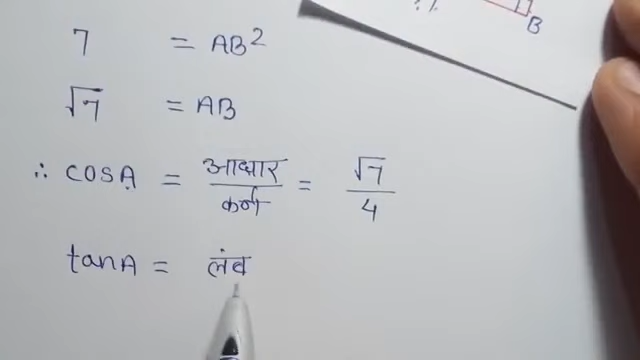 B
7 = AB²
√7 = AB
∴ cosA = आधार/कर्ण = √7/4
tanA = लंब